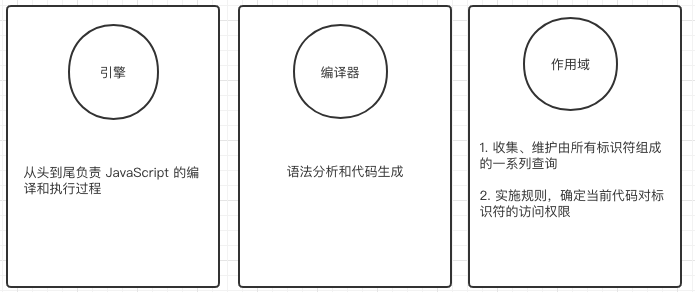 引擎
从头到尾负责 JavaScript 的编
译和执行过程
编译器
语法分析和代码生成
作用域
1. 收集、维护由所有标识符组成
的一系列查询
2. 实施规则，确定当前代码对标
识符的访问权限